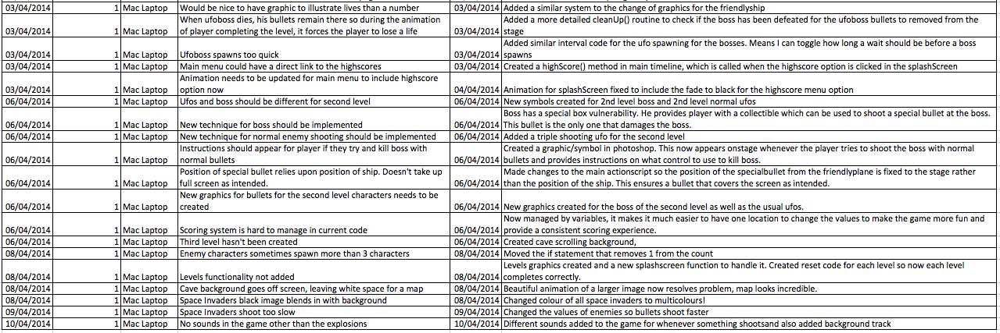 03/04/2014 1 Mac Laptop Would be nice to have graphic to illustrate lives than a number 03/04/2014 Added a similar system to the change of graphics for the friendlyship
When ufoboss dies, his bullets remain there so during the animation Added a more detailed cleanUp() routine to check if the boss has been defeated for the ufoboss bullets to removed from the
03/04/2014 1 Mac Laptop of player completing the level, it forces the player to lose a life 03/04/2014 stage
Added similar interval code for the ufo spawning for the bosses. Means I can toggle how long a wait should be before a boss
03/04/2014 1 Mac Laptop Ufoboss spawns too quick 03/04/2014 spawns
03/04/2014 1 Mac Laptop Main menu could have a direct link to the highscores 03/04/2014 Created a highScore() method in main timeline, which is called when the highscore option is clicked in the splashScreen
Animation needs to be updated for main menu to include highscore
03/04/2014 1 Mac Laptop option now 04/04/2014 Animation for splashScreen fixed to include the fade to black for the highscore menu option
06/04/2014 1 Mac Laptop Ufos and boss should be different for second level 06/04/2014 New symbols created for 2nd level boss and 2nd level normal ufos
Boss has a special box vulnerability. He provides player with a collectible which can be used to shoot a special bullet at the boss.
06/04/2014 1 Mac Laptop New technique for boss should be implemented 06/04/2014 This bullet is the only one that damages the boss.
06/04/2014 1 Mac Laptop New technique for normal enemy shooting should be implemented 06/04/2014 Added a triple shooting ufo for the second level
Instructions should appear for player if they try and kill boss with Created a graphic/symbol in photoshop. This now appears onstage whenever the player tries to shoot the boss with normal
06/04/2014 1 Mac Laptop normal bullets 06/04/2014 bullets and provides instructions on what control to use to kill boss.
Position of special bullet relies upon position of ship. Doesn't take up Made changes to the main actionscript so the position of the specialbullet from the friendlyplane is fixed to the stage rather
06/04/2014 1 Mac Laptop full screen as intended. 06/04/2014 than the position of the ship. This ensures a bullet that covers the screen as intended.
New graphics for bullets for the second level characters needs to be
06/04/2014 1 Mac Laptop created 06/04/2014 New graphics created for the boss of the second level as well as the usual ufos.
Now managed by variables, it makes it much easier to have one location to change the values to make the game more fun and
06/04/2014 1 Mac Laptop Scoring system is hard to manage in current code 06/04/2014 provide a consistent scoring experience.
06/04/2014 1 Mac Laptop Third level hasn't been created 06/04/2014 Created cave scrolling background,
08/04/2014 1 Mac Laptop Enemy characters sometimes spawn more than 3 characters 08/04/2014 Moved the if statement that removes 1 from the count
Levels graphics created and a new splashscreen function to handle it. Created reset code for each level so now each level
08/04/2014 1 Mac Laptop Levels functionality not added 08/04/2014 completes correctly.
08/04/2014 1 Mac Laptop Cave background goes off screen, leaving white space for a map 08/04/2014 Beautiful animation of a larger image now resolves problem, map looks incredible.
08/04/2014 1 Mac Laptop Space Invaders black image blends in with background 08/04/2014 Changed colour of all space invaders to multicolours!
09/04/2014 1 Mac Laptop Space Invaders shoot too slow 09/04/2014 Changed the values of enemies so bullets shoot faster
10/04/2014 1 Mac Laptop No sounds in the game other than the explosions 10/04/2014 Different sounds added to the game for whenever something shootsand also added background track